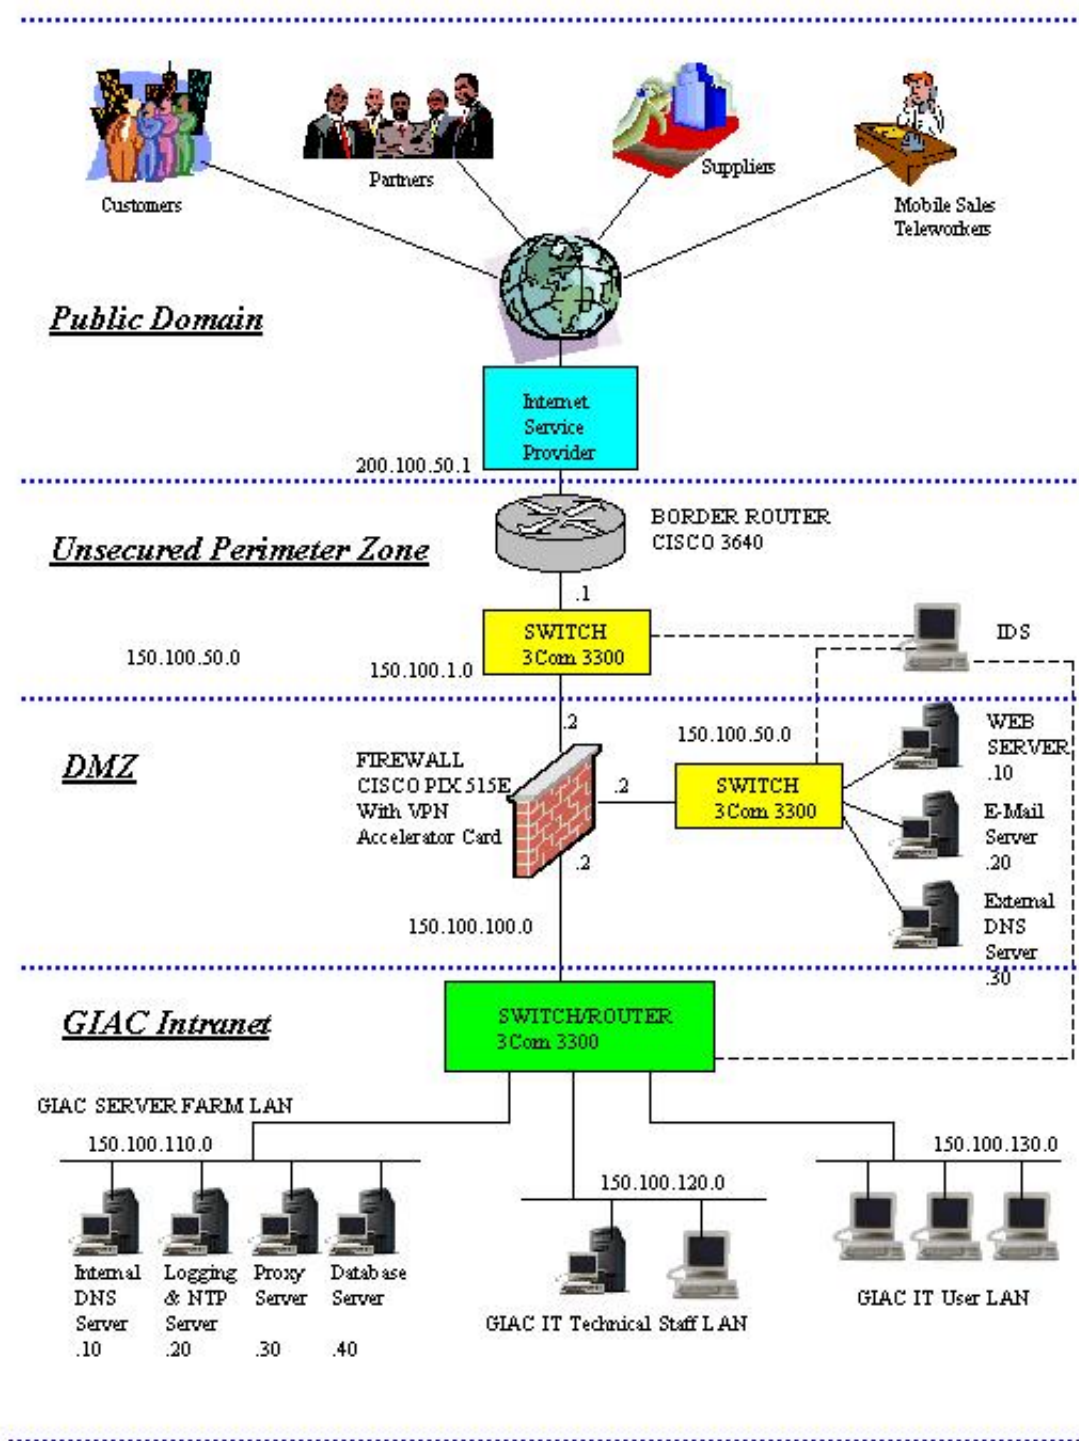 Customers
Partners
Suppliers
Mobile Sales
Teleworkers
Public Domain
Internet
Service
Provider
200.100.50.1
Unsecured Perimeter Zone
BORDER ROUTER
CISCO 3640
.1
SWITCH
3Com 3300
IDS
150.100.50.0
150.100.1.0
DMZ
.2
FIREWALL
CISCO PIX 515E
With VPN
Accelerator Card
.2
.2
150.100.50.0
SWITCH
3Com 3300
WEB
SERVER
.10
E-Mail
Server
.20
External
DNS
Server
.30
150.100.100.0
GIAC Intranet
SWITCH/ROUTER
3Com 3300
GIAC SERVER FARM LAN
150.100.110.0
Internal
DNS
Server
.10
Logging
& NTP
Server
.20
Proxy
Server
.30
Database
Server
.40
150.100.120.0
GIAC IT Technical Staff LAN
150.100.130.0
GIAC IT User LAN